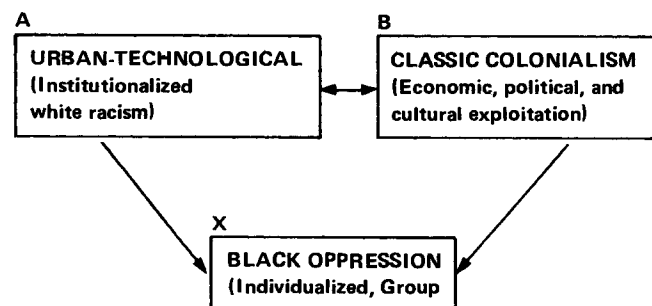 A
URBAN-TECHNOLOGICAL
(Institutionalized
white racism)
B
CLASSIC COLONIALISM
(Economic, political, and
cultural exploitation)
X
BLACK OPPRESSION
(Individualized, Group